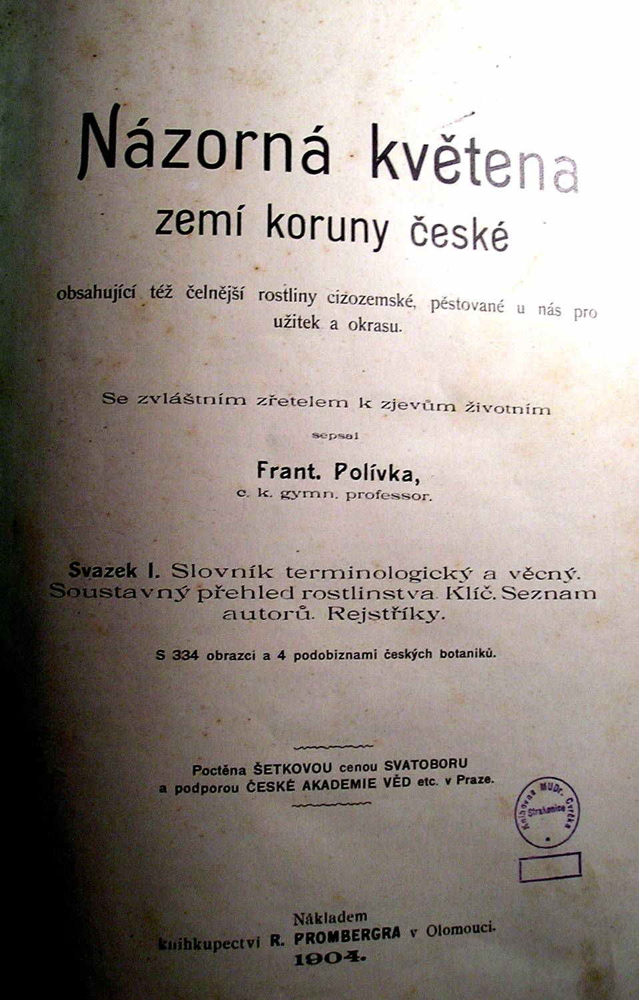 Názorná květena
zemí koruny české
obsahující též čelnější rostliny cizozemské, pěstované u nás pro
užitek a okrasu.
Se zvláštním zřetelem k zjevům životním
sepsal
Frant. Polívka,
c. k. gymn. professor.
Svazek I. Slovník terminologický a věcný.
Soustavný přehled rostlinstva. Klíč. Seznam
autorů. Rejstříky.
S 334 obrazci a 4 podobiznami českých botaniků.
Poctěna ŠETKOVOU cenou SVATOBORU
a podporou ČESKÉ AKADEMIE VĚD etc. v Praze.
Knihovna MUDr. Cvrčka
Strakonice
Nákladem
knihkupectví R. PROMBERGRA v Olomouci.
1904.